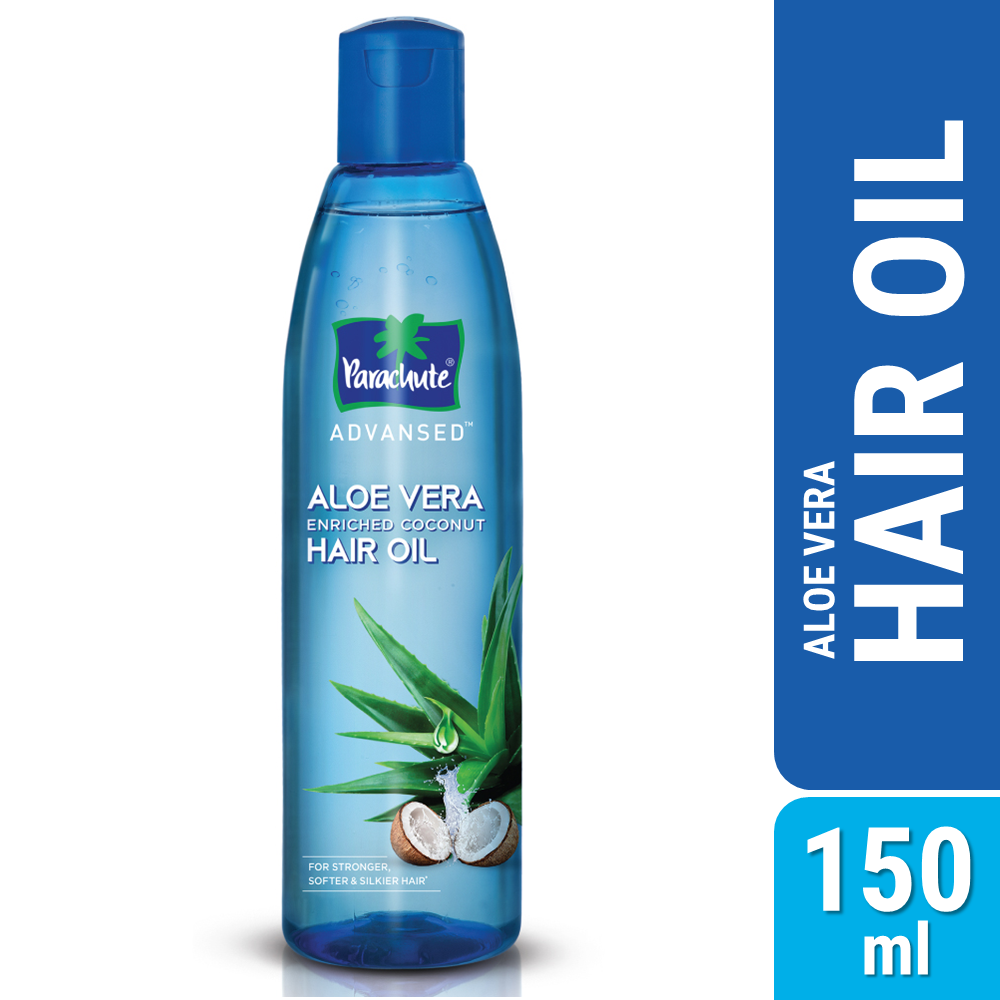 Parachute®
ADVANSED™
ALOE VERA
ENRICHED COCONUT
HAIR OIL
FOR STRONGER,
SOFTER & SILKIER HAIR*
ALOE VERA
HAIR OIL
150
ml